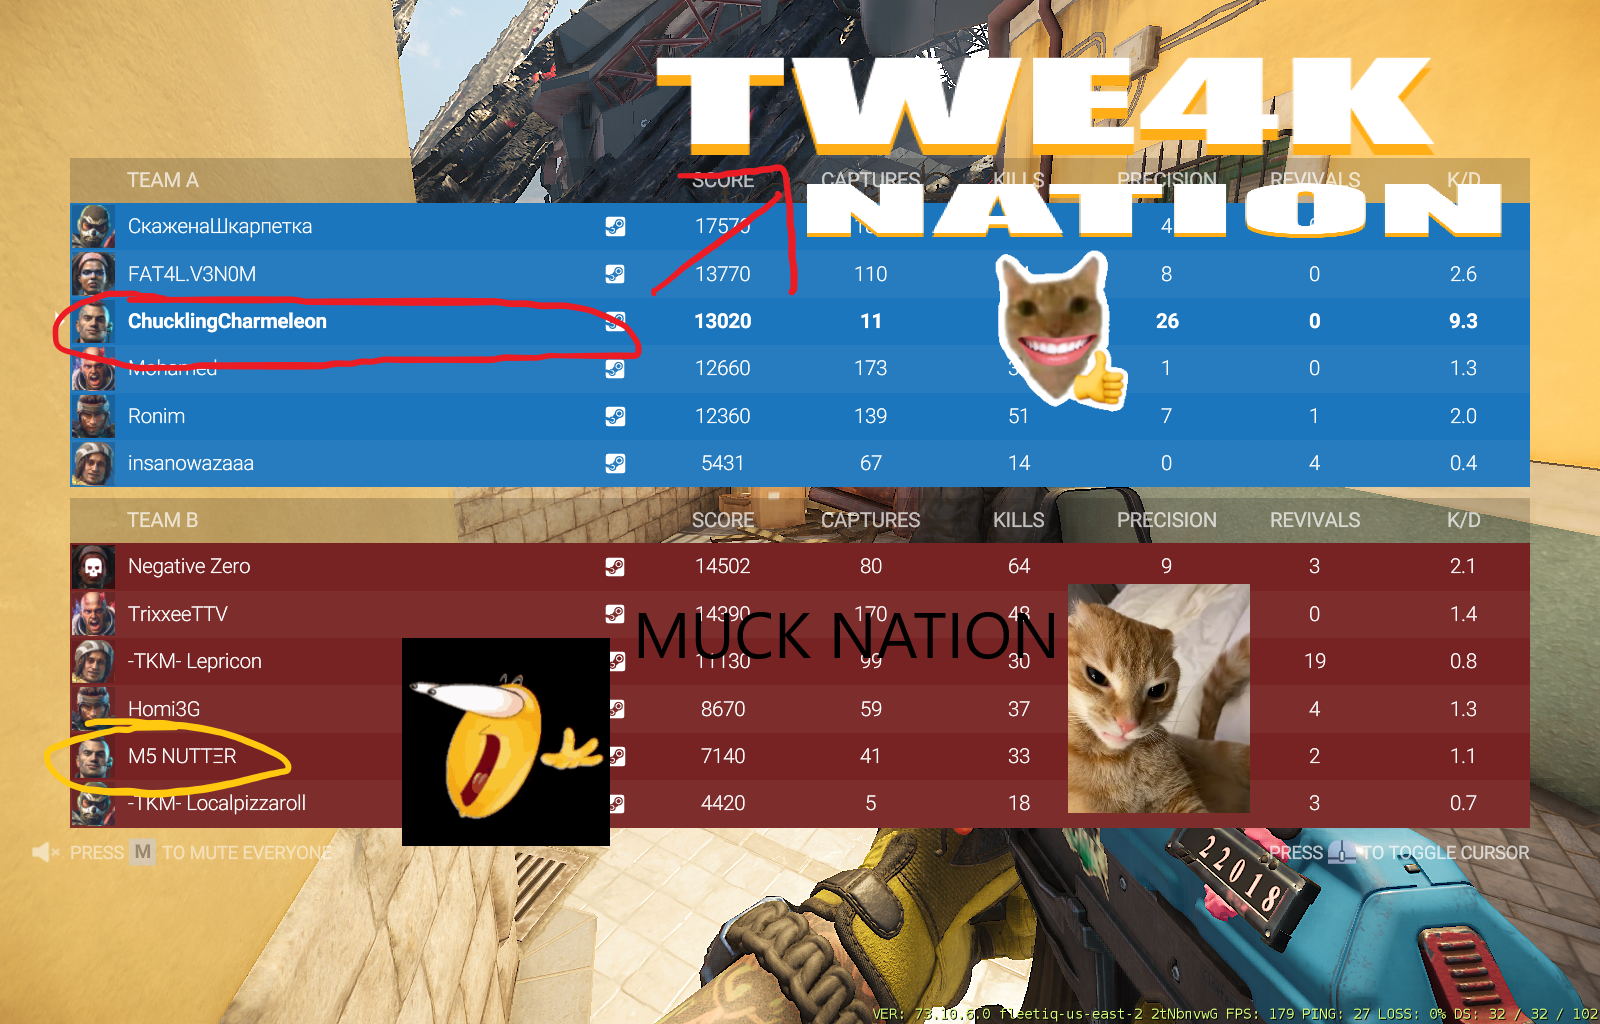 TWE4K
NATION
TEAM A SCORE CAPTURES KILLS PRECISION REVIVALS K/D
СкаженаШкарпетка 17570
FAT4L.V3N0M 13770 110 8 0 2.6
ChucklingCharmeleon 13020 11 26 0 9.3
Mohamed 12660 173 1 0 1.3
Ronim 12360 139 51 7 1 2.0
insanowazaaa 5431 67 14 0 4 0.4
TEAM B SCORE CAPTURES KILLS PRECISION REVIVALS K/D
Negative Zero 14502 80 64 9 3 2.1
TrixxeeTTV 14390 170 48 0 1.4
MUCK NATION
-TKM- Lepricon 11130 99 30 19 0.8
Homi3G 8670 59 37 4 1.3
M5 NUTTΞR 7140 41 33 2 1.1
-TKM- Localpizzaroll 4420 5 18 3 0.7
PRESS M TO MUTE EVERYONE
PRESS TO TOGGLE CURSOR
22018
VER: 73.10.6.0 fleetiq-us-east-2 2tNbnvwG FPS: 179 PING: 27 LOSS: 0% DS: 32 / 32 / 102